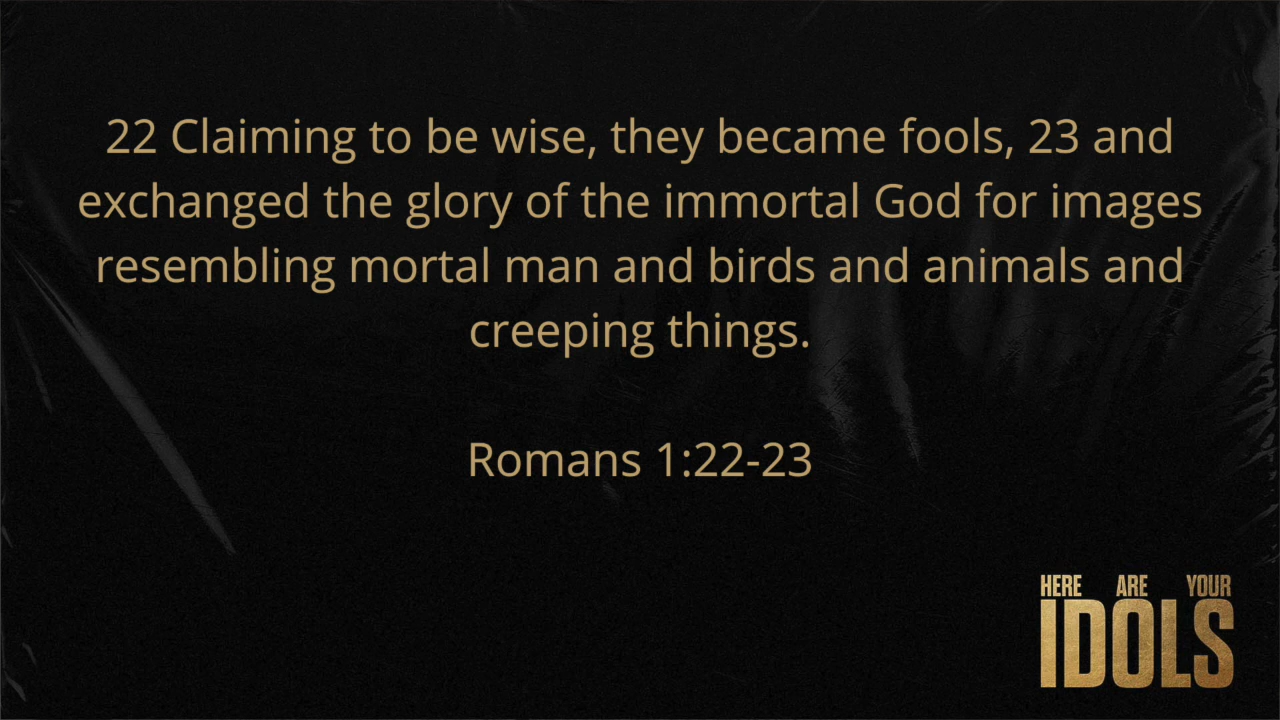 22 Claiming to be wise, they became fools, 23 and
exchanged the glory of the immortal God for images
resembling mortal man and birds and animals and
creeping things.
Romans 1:22-23
HERE ARE YOUR
IDOLS